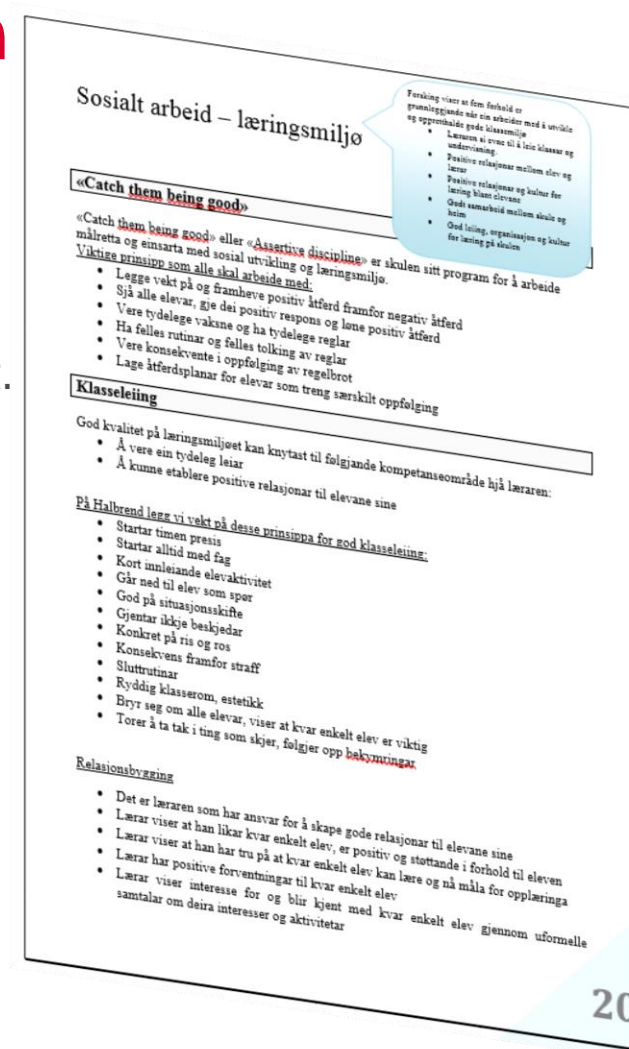 Sosialt arbeid – læringsmiljø
Forsking viser at fem forhold er
grunnleggjande når ein arbeider med å utvikle
og oppretthalde gode klassemiljø
• Læraren si evne til å leie klassar og
undervisning.
• Positive relasjonar mellom elev og
lærar
• Positive relasjonar og kultur for
læring blant elevane
• Godt samarbeid mellom skule og
heim
• God leiing, organisasjon og kultur
for læring på skulen
«Catch them being good»
«Catch them being good» eller «Assertive discipline» er skulen sitt program for å arbeide
målretta og einsarta med sosial utvikling og læringsmiljø.
Viktige prinsipp som alle skal arbeide med:
• Legge vekt på og framheve positiv åtferd framfor negativ åtferd
• Sjå alle elevar, gje dei positiv respons og løne positiv åtferd
• Vere tydelege vaksne og ha tydelege reglar
• Ha felles rutinar og felles tolking av reglar
• Vere konsekvente i oppfølging av regelbrot
• Lage åtferdsplanar for elevar som treng særskilt oppfølging
Klasseleiing
God kvalitet på læringsmiljøet kan knytast til følgjande kompetanseområde hjå læraren:
• Å vere ein tydeleg leiar
• Å kunne etablere positive relasjonar til elevane sine
På Halbrend legg vi vekt på desse prinsippa for god klasseleiing:
• Startar timen presis
• Startar alltid med fag
• Kort innleiande elevaktivitet
• Går ned til elev som spør
• God på situasjonsskifte
• Gjentar ikkje beskjedar
• Konkret på ris og ros
• Konsekvens framfor straff
• Sluttrutinar
• Ryddig klasserom, estetikk
• Bryr seg om alle elevar, viser at kvar enkelt elev er viktig
• Torer å ta tak i ting som skjer, følgjer opp bekymringar
Relasjonsbygging
• Det er læraren som har ansvar for å skape gode relasjonar til elevane sine
• Lærar viser at han likar kvar enkelt elev, er positiv og støttande i forhold til eleven
• Lærar viser at han har tru på at kvar enkelt elev kan lære og nå måla for opplæringa
• Lærar har positive forventningar til kvar enkelt elev
• Lærar viser interesse for og blir kjent med kvar enkelt elev gjennom uformelle
samtalar om deira interesser og aktivitetar